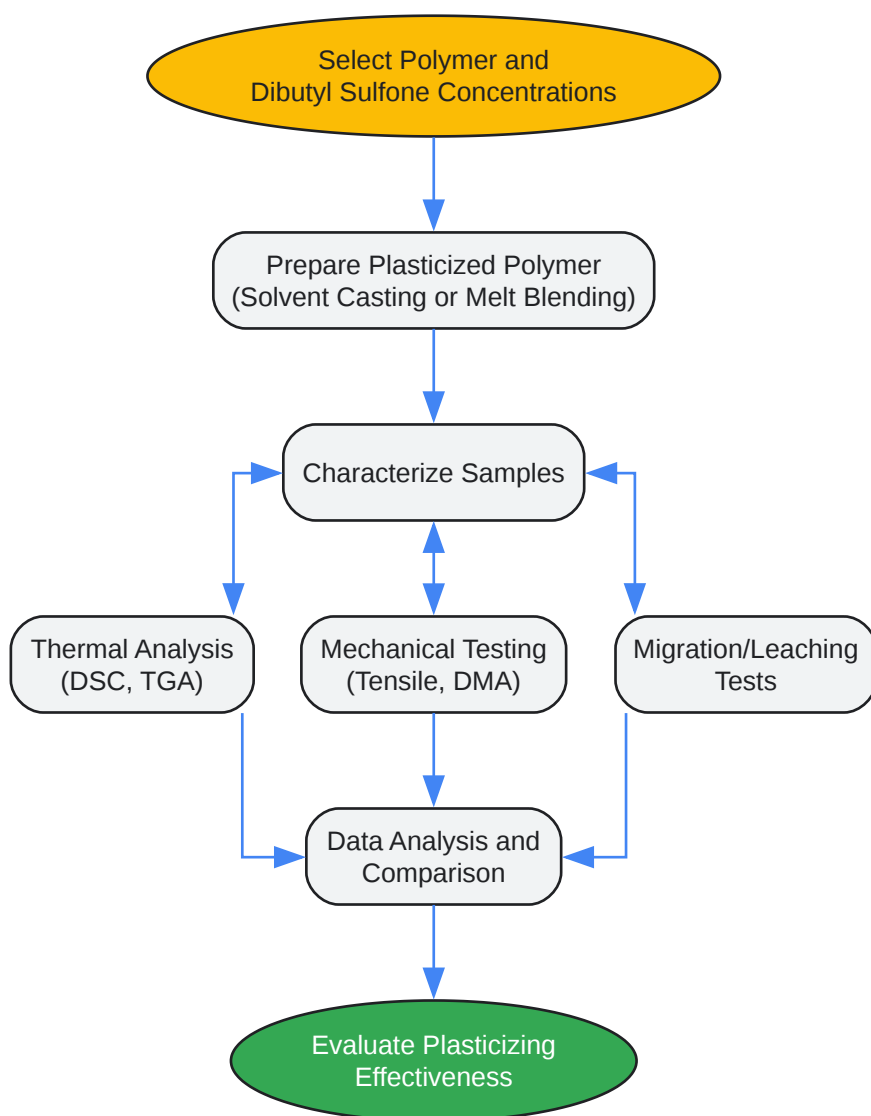 Select Polymer and
Dibutyl Sulfone Concentrations
Prepare Plasticized Polymer
(Solvent Casting or Melt Blending)
Characterize Samples
Thermal Analysis
(DSC, TGA)
Mechanical Testing
(Tensile, DMA)
Migration/Leaching
Tests
Data Analysis and
Comparison
Evaluate Plasticizing
Effectiveness